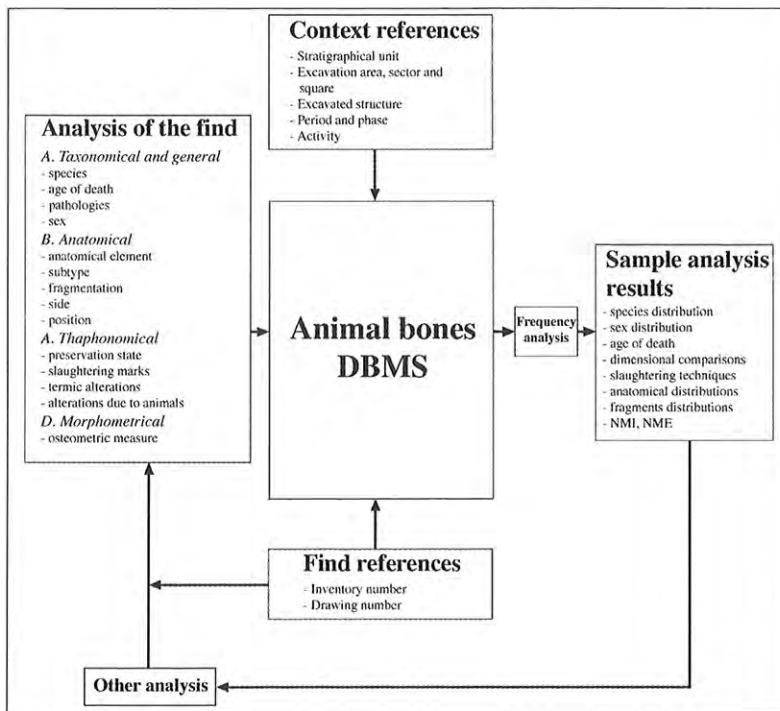 Context references
- Stratigraphical unit
- Excavation area, sector and
square
- Excavated structure
- Period and phase
- Activity
Analysis of the find
A. Taxonomical and general
- species
- age of death
- pathologies
- sex
B. Anatomical
- anatomical element
- subtype
- fragmentation
- side
- position
A. Thaphonomical
- preservation state
- slaughtering marks
- termic alterations
- alterations due to animals
D. Morphometrical
- osteometric measure
Animal bones
DBMS
Frequency
analysis
Sample analysis
results
- species distribution
- sex distribution
- age of death
- dimensional comparisons
- slaughtering techniques
- anatomical distributions
- fragments distributions
- NMI, NME
Find references
- Inventory number
- Drawing number
Other analysis